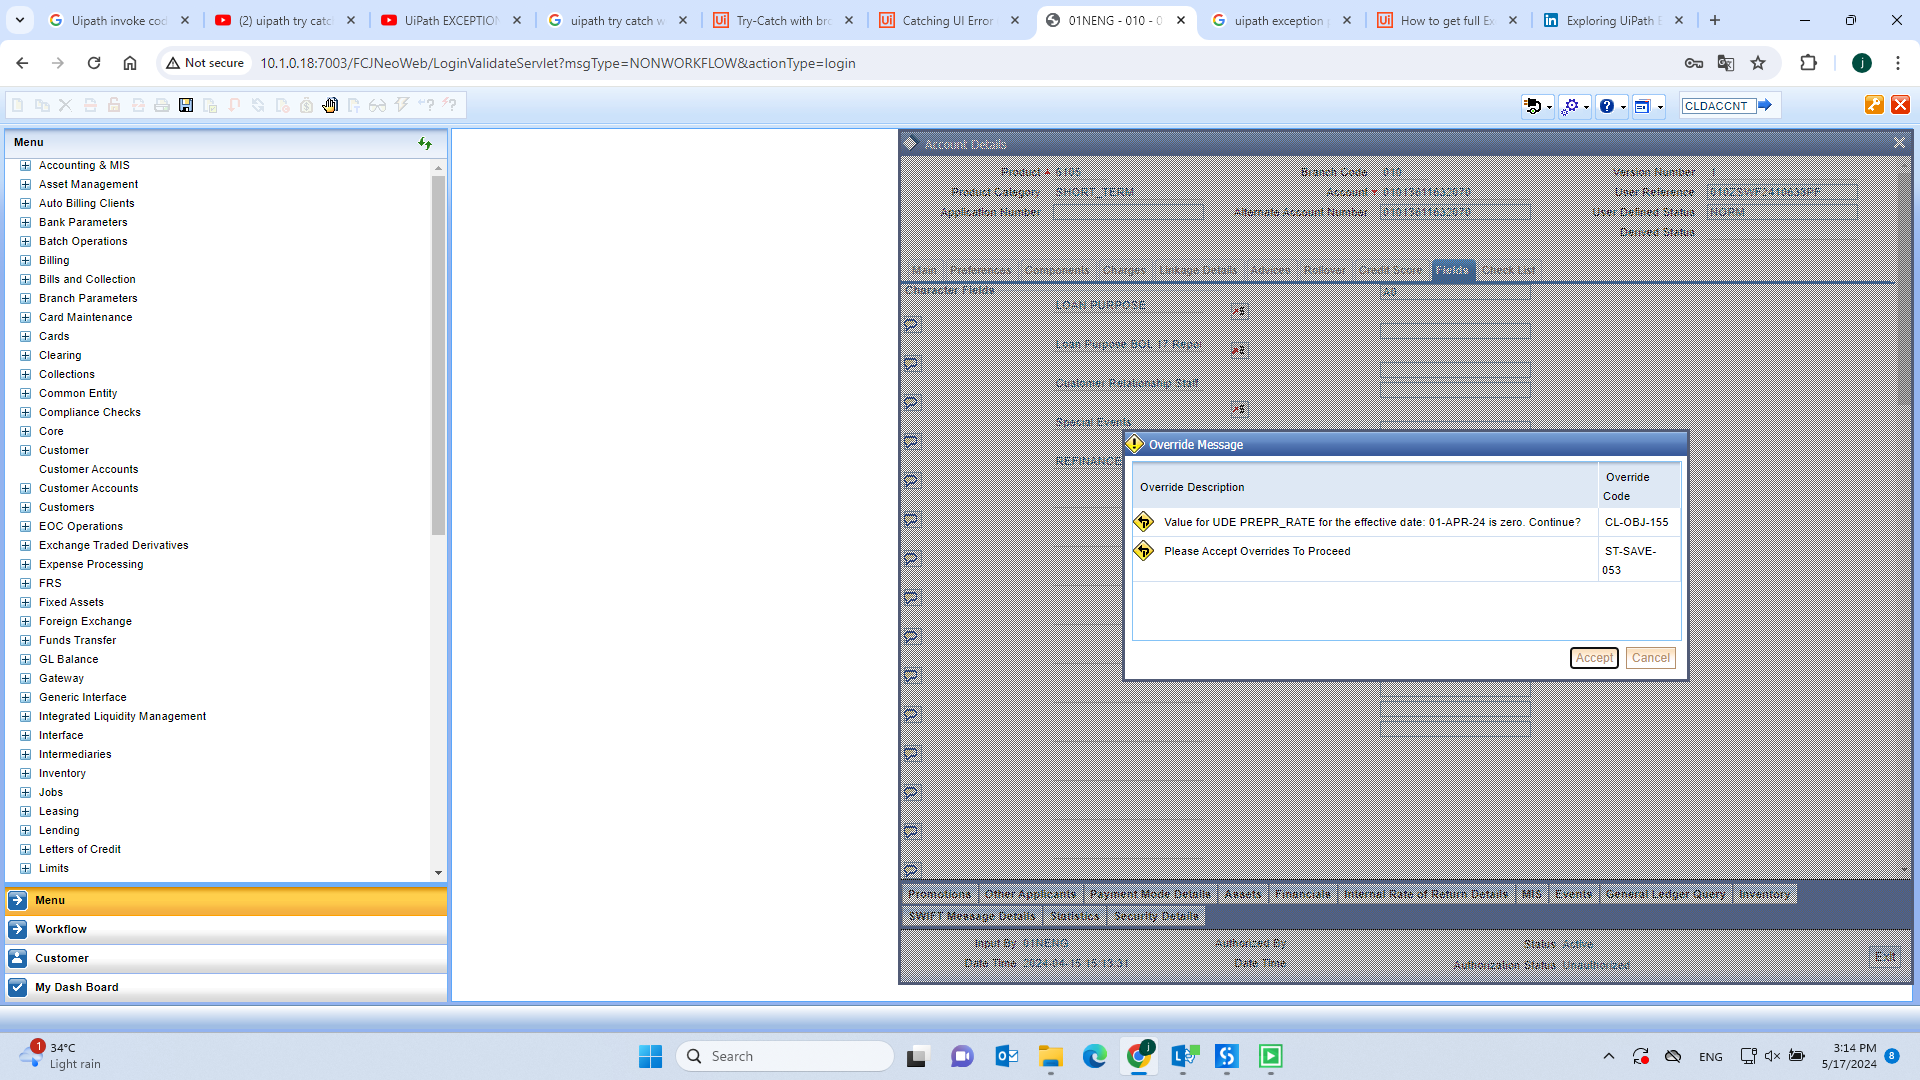 Uipath invoke cod
(2) uipath try catc
UiPath EXCEPTION
uipath try catch w
Try-Catch with bro
Catching UI Error
01NENG - 010 - 0
uipath exception
How to get full Ex
Exploring UiPath E
Not secure
10.1.0.18:7003/FCJNeoWeb/LoginValidateServlet?msgType=NONWORKFLOW&actionType=login
j
CLDACCNT
Menu
Accounting & MIS
Asset Management
Auto Billing Clients
Bank Parameters
Batch Operations
Billing
Bills and Collection
Branch Parameters
Card Maintenance
Cards
Clearing
Collections
Common Entity
Compliance Checks
Core
Customer
Customer Accounts
Customer Accounts
Customers
EOC Operations
Exchange Traded Derivatives
Expense Processing
FRS
Fixed Assets
Foreign Exchange
Funds Transfer
GL Balance
Gateway
Generic Interface
Integrated Liquidity Management
Interface
Intermediaries
Inventory
Jobs
Leasing
Lending
Letters of Credit
Limits
Menu
Workflow
Customer
My Dash Board
Account Details
Product
Branch Code 010
Version Number 1
Product Category SHORT_TERM
Account
User Reference
Application Number
Alternate Account Number
User Defined Status NORM
Derived Status
Main Preferences Components Charges Linkage Details Advices Rollover Credit Score Fields Check List
Character Fields
LOAN PURPOSE
Loan Purpose BOL 17 Repor
Customer Relationship Staff
Special Events
REFINANCE
Override Message
Override Description
Override Code
Value for UDE PREPR_RATE for the effective date: 01-APR-24 is zero. Continue?
CL-OBJ-155
Please Accept Overrides To Proceed
ST-SAVE-053
Accept
Cancel
Promotions Other Applicants Payment Mode Details Assets Financials Internal Rate of Return Details MIS Events General Ledger Query Inventory
SWIFT Message Details Statistics Security Details
Input By 01NENG
Authorized By
Status Active
Date Time 2024-04-15 15:13:31
Date Time
Authorization Status Unauthorized
Exit
1
34°C
Light rain
Search
j
ENG
3:14 PM
5/17/2024
8